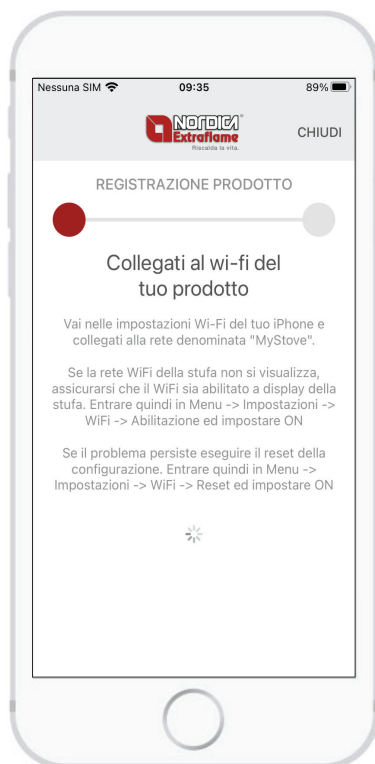 Nessuna SIM 09:35 89%
NORDICA®
Extraflame
Riscalda la vita.
CHIUDI
REGISTRAZIONE PRODOTTO
Collegati al wi-fi del
tuo prodotto
Vai nelle impostazioni Wi-Fi del tuo iPhone e
collegati alla rete denominata "MyStove".
Se la rete WiFi della stufa non si visualizza,
assicurarsi che il WiFi sia abilitato a display della
stufa. Entrare quindi in Menu -> Impostazioni ->
WiFi -> Abilitazione ed impostare ON
Se il problema persiste eseguire il reset della
configurazione. Entrare quindi in Menu ->
Impostazioni -> WiFi -> Reset ed impostare ON